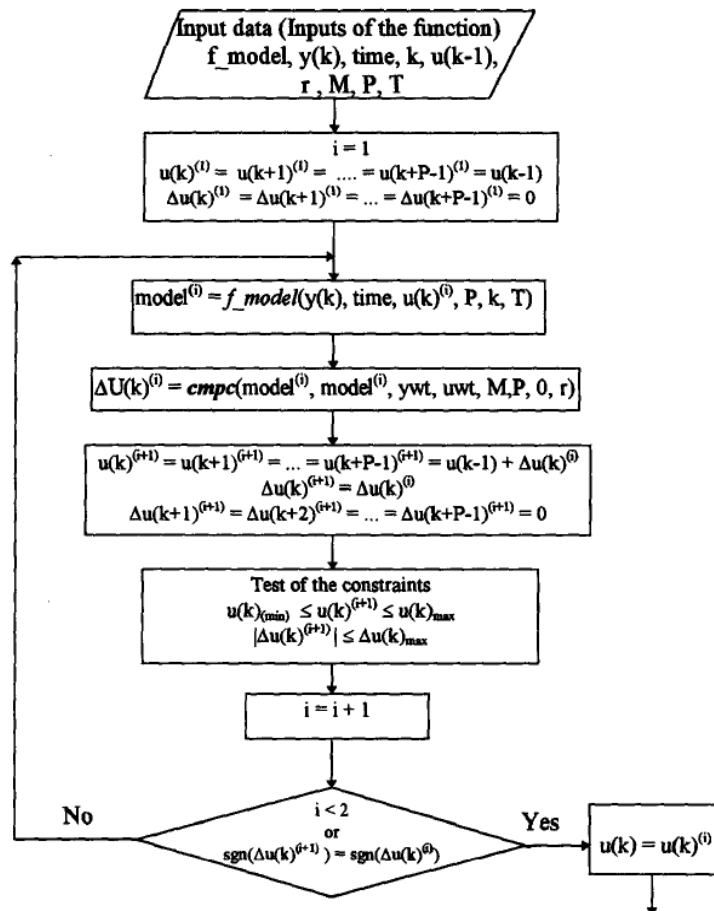 Input data (Inputs of the function)
f_model, y(k), time, k, u(k-1),
r , M, P, T
i = 1
u(k)⁽¹⁾ = u(k+1)⁽¹⁾ = .... = u(k+P-1)⁽¹⁾ = u(k-1)
Δu(k)⁽¹⁾ = Δu(k+1)⁽¹⁾ = ... = Δu(k+P-1)⁽¹⁾ = 0
model⁽ⁱ⁾ = f_model(y(k), time, u(k)⁽ⁱ⁾, P, k, T)
ΔU(k)⁽ⁱ⁾ = cmpc(model⁽ⁱ⁾, model⁽ⁱ⁾, ywt, uwt, M,P, 0, r)
u(k)⁽ⁱ⁺¹⁾ = u(k+1)⁽ⁱ⁺¹⁾ = ... = u(k+P-1)⁽ⁱ⁺¹⁾ = u(k-1) + Δu(k)⁽ⁱ⁾
Δu(k)⁽ⁱ⁺¹⁾ = Δu(k)⁽ⁱ⁾
Δu(k+1)⁽ⁱ⁺¹⁾ = Δu(k+2)⁽ⁱ⁺¹⁾ = ... = Δu(k+P-1)⁽ⁱ⁺¹⁾ = 0
Test of the constraints
u(k)₍min₎ ≤ u(k)⁽ⁱ⁺¹⁾ ≤ u(k)max
|Δu(k)⁽ⁱ⁺¹⁾| ≤ Δu(k)max
i = i + 1
No
i < 2
or
sgn(Δu(k)⁽ⁱ⁺¹⁾ ) = sgn(Δu(k)⁽ⁱ⁾)
Yes
u(k) = u(k)⁽ⁱ⁾